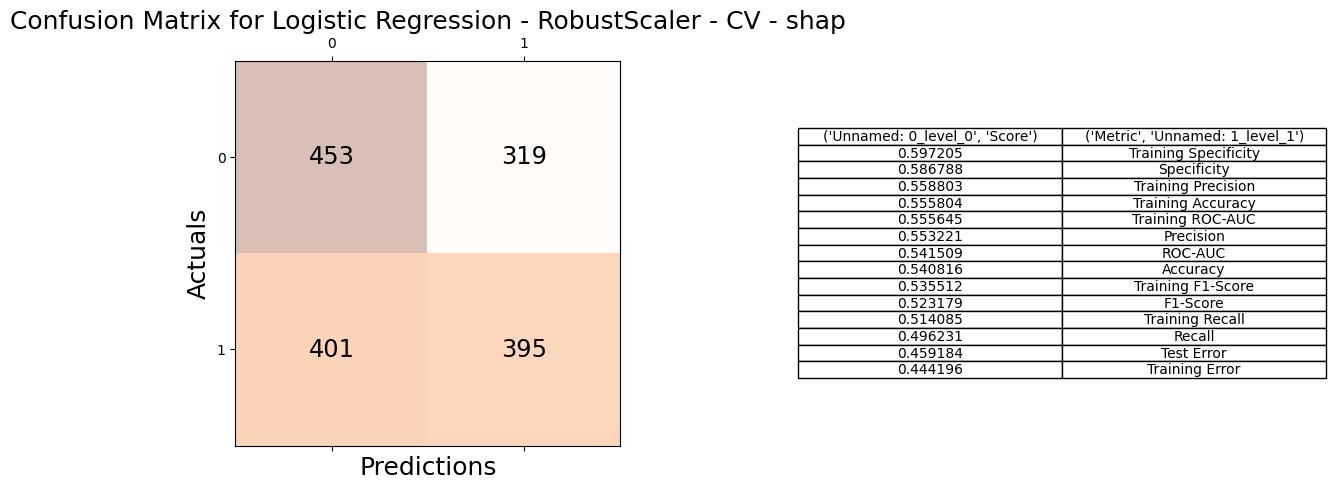 Confusion Matrix for Logistic Regression - RobustScaler - CV - shap
0 1
0 453 319
1 401 395
Actuals
Predictions
('Unnamed: 0_level_0', 'Score') ('Metric', 'Unnamed: 1_level_1')
0.597205 Training Specificity
0.586788 Specificity
0.558803 Training Precision
0.555804 Training Accuracy
0.555645 Training ROC-AUC
0.553221 Precision
0.541509 ROC-AUC
0.540816 Accuracy
0.535512 Training F1-Score
0.523179 F1-Score
0.514085 Training Recall
0.496231 Recall
0.459184 Test Error
0.444196 Training Error